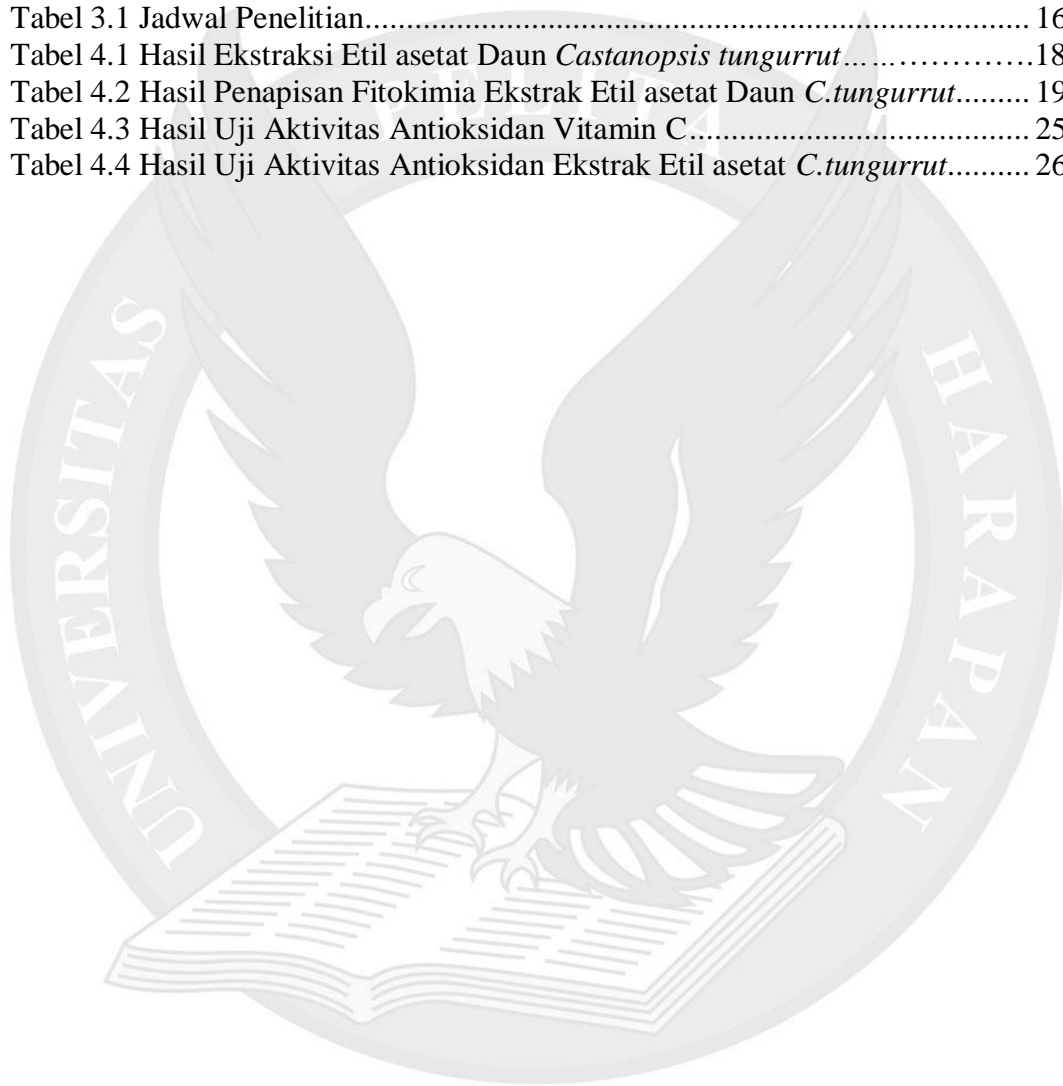 Tabel 3.1 Jadwal Penelitian............................................................................................ 16
Tabel 4.1 Hasil Ekstraksi Etil asetat Daun Castanopsis tungurrut……………….18
Tabel 4.2 Hasil Penapisan Fitokimia Ekstrak Etil asetat Daun C.tungurrut......... 19
Tabel 4.3 Hasil Uji Aktivitas Antioksidan Vitamin C.......................................... 25
Tabel 4.4 Hasil Uji Aktivitas Antioksidan Ekstrak Etil asetat C.tungurrut.......... 26
UNIVERSITAS PELITA HARAPAN